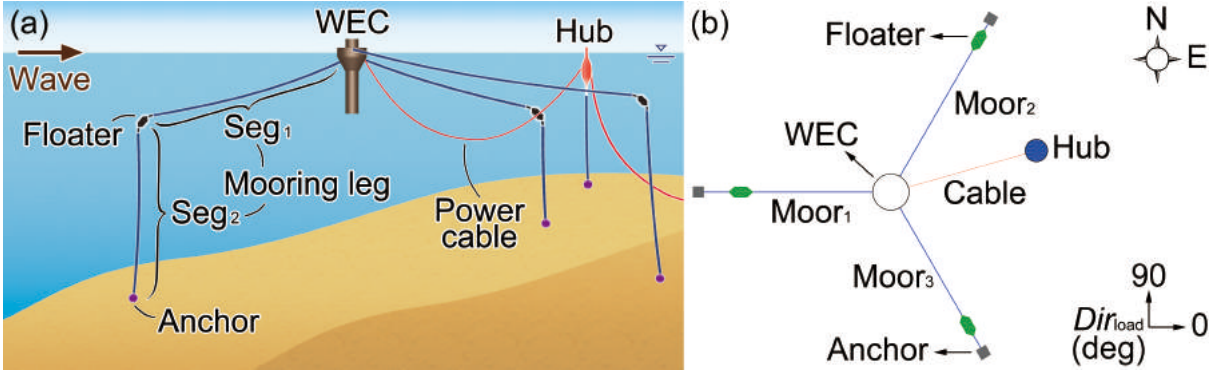 (a)
WEC
Hub
Wave
Floater
Seg1
Mooring leg
Seg2
Power
cable
Anchor
(b)
N
E
Floater
Moor2
WEC
Hub
Cable
Moor1
Moor3
Anchor
90
Dirload
0
(deg)